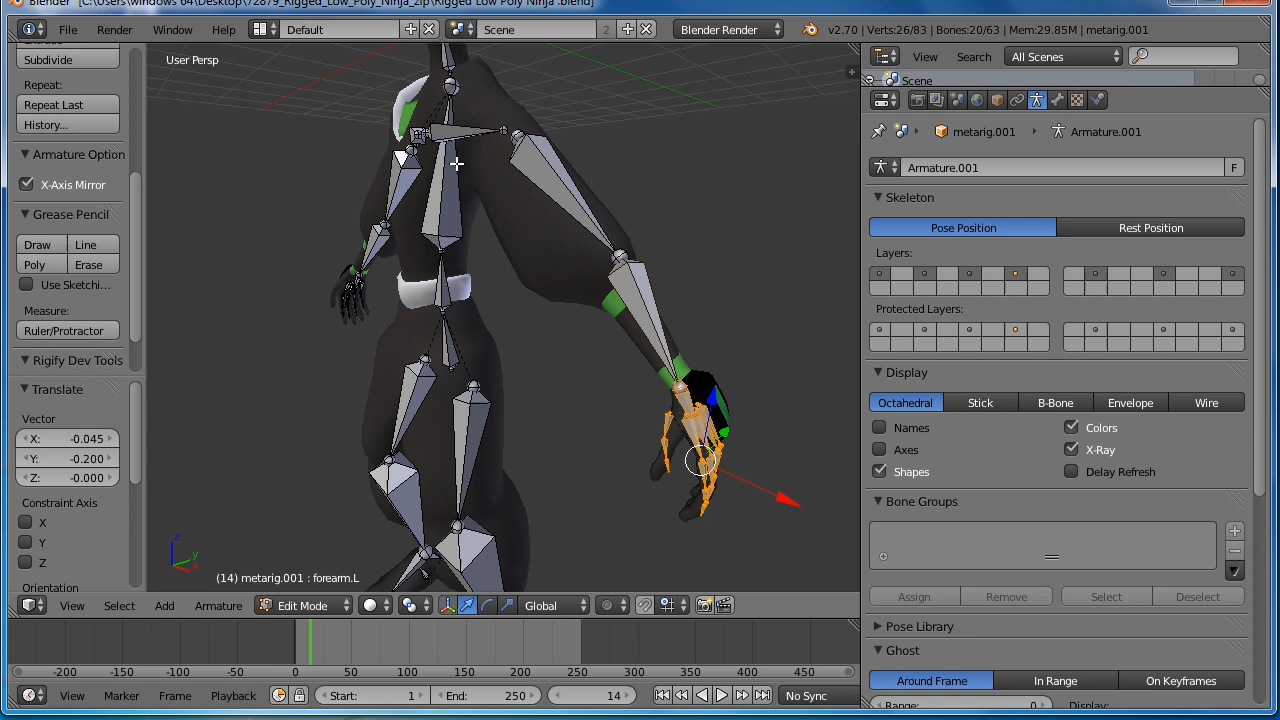 Blender [C:\Users\windows 64\Desktop\72879_Rigged_Low_Poly_Ninja_zip\Rigged Low Poly Ninja .blend]
File Render Window Help Default Scene 2 Blender Render v2.70 | Verts:26/83 | Bones:20/63 | Mem:29.85M | metarig.001
Subdivide
Repeat:
Repeat Last
History...
Armature Option
X-Axis Mirror
Grease Pencil
Draw Line
Poly Erase
Use Sketchi...
Measure:
Ruler/Protractor
Rigify Dev Tools
Translate
Vector
X: -0.045
Y: -0.200
Z: -0.000
Constraint Axis
X
Y
Z
Orientation
User Persp
z
y
x
(14) metarig.001 : forearm.L
View Select Add Armature Edit Mode Global
-200 -150 -100 -50 0 50 100 150 200 250 300 350 400 450
View Marker Frame Playback Start: 1 End: 250 14 No Sync
View Search All Scenes
Scene
metarig.001 Armature.001
Armature.001 F
Skeleton
Pose Position Rest Position
Layers:
Protected Layers:
Display
Octahedral Stick B-Bone Envelope Wire
Names Colors
Axes X-Ray
Shapes Delay Refresh
Bone Groups
Assign Remove Select Deselect
Pose Library
Ghost
Around Frame In Range On Keyframes
Range: 0 Display: